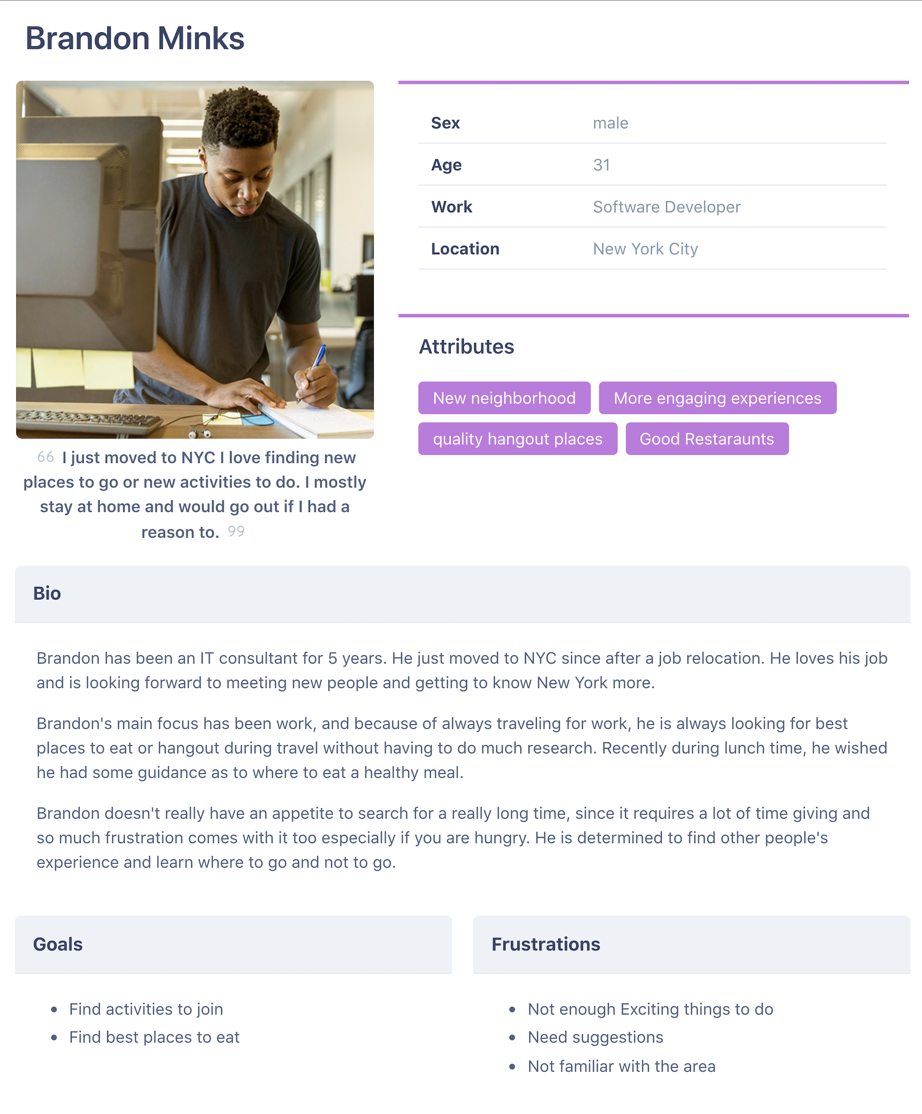 Brandon Minks
Sex male
Age 31
Work Software Developer
Location New York City
Attributes
New neighborhood More engaging experiences
quality hangout places Good Restaraunts
66 I just moved to NYC I love finding new
places to go or new activities to do. I mostly
stay at home and would go out if I had a
reason to. 99
Bio
Brandon has been an IT consultant for 5 years. He just moved to NYC since after a job relocation. He loves his job
and is looking forward to meeting new people and getting to know New York more.
Brandon's main focus has been work, and because of always traveling for work, he is always looking for best
places to eat or hangout during travel without having to do much research. Recently during lunch time, he wished
he had some guidance as to where to eat a healthy meal.
Brandon doesn't really have an appetite to search for a really long time, since it requires a lot of time giving and
so much frustration comes with it too especially if you are hungry. He is determined to find other people's
experience and learn where to go and not to go.
Goals
• Find activities to join
• Find best places to eat
Frustrations
• Not enough Exciting things to do
• Need suggestions
• Not familiar with the area